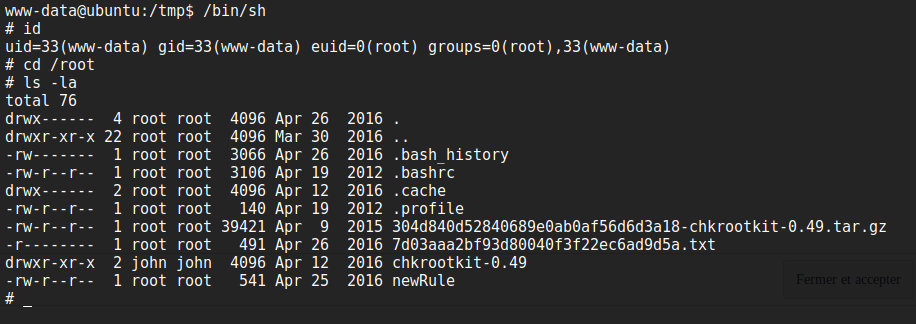 www-data@ubuntu:/tmp$ /bin/sh
# id
uid=33(www-data) gid=33(www-data) euid=0(root) groups=0(root),33(www-data)
# cd /root
# ls -la
total 76
drwx------  4 root root  4096 Apr 26  2016 .
drwxr-xr-x 22 root root  4096 Mar 30  2016 ..
-rw-------  1 root root  3066 Apr 26  2016 .bash_history
-rw-r--r--  1 root root  3106 Apr 19  2012 .bashrc
drwx------  2 root root  4096 Apr 12  2016 .cache
-rw-r--r--  1 root root   140 Apr 19  2012 .profile
-rw-r--r--  1 root root 39421 Apr  9  2015 304d840d52840689e0ab0af56d6d3a18-chkrootkit-0.49.tar.gz
-r--------  1 root root   491 Apr 26  2016 7d03aaa2bf93d80040f3f22ec6ad9d5a.txt
drwxr-xr-x  2 john john  4096 Apr 12  2016 chkrootkit-0.49
-rw-r--r--  1 root root   541 Apr 25  2016 newRule
Fermer et accepter
# _